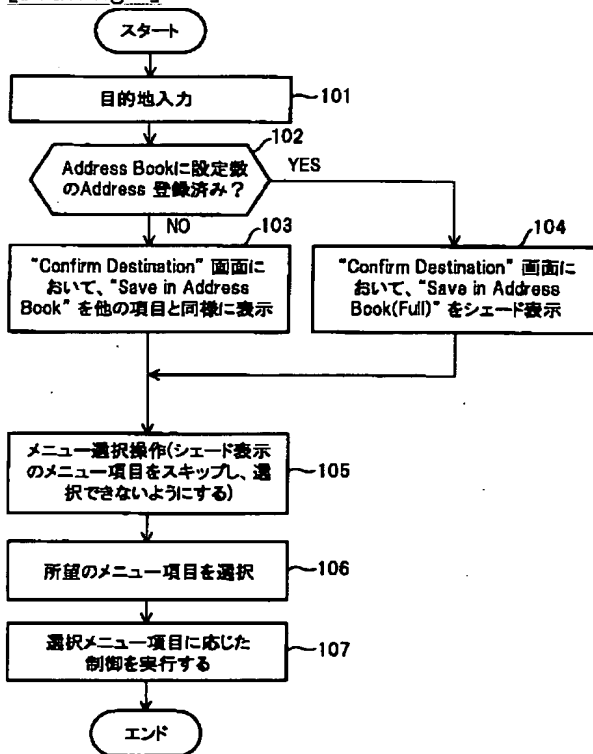 スタート
目的地入力
101
102
Address Bookに設定数
のAddress 登録済み？
YES
NO
103
104
"Confirm Destination" 画面に
おいて、"Save in Address
Book" を他の項目と同様に表示
"Confirm Destination" 画面に
おいて、"Save in Address
Book(Full)" をシェード表示
メニュー選択操作(シェード表示
のメニュー項目をスキップし、選
択できないようにする)
105
所望のメニュー項目を選択
106
選択メニュー項目に応じた
制御を実行する
107
エンド